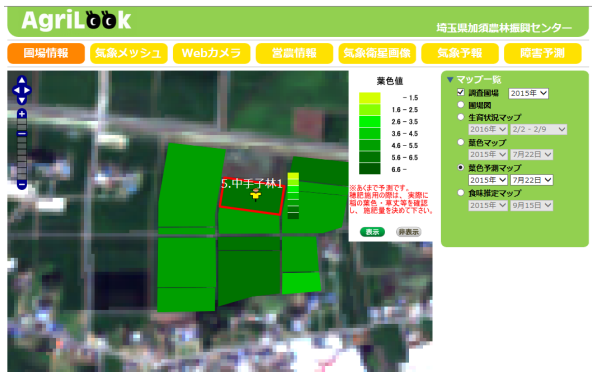 AgriLook
埼玉県加須農林振興センター
圃場情報 気象メッシュ Webカメラ 営農情報 気象衛星画像 気象予報 障害予測
5.中手子林1
葉色値
- 1.5
1.6 - 2.5
2.6 - 3.5
3.6 - 4.5
4.6 - 5.5
5.6 - 6.5
6.6 -
※あくまで予測です。
穂肥施用の際は、実際に
稲の葉色・草丈等を確認
し、施肥量を決めて下さい。
表示 非表示
▼ マップ一覧
調査圃場 2015年
圃場図
生育状況マップ
2016年 2/2 - 2/9
葉色マップ
2015年 7月22日
葉色予測マップ
2015年 7月22日
食味推定マップ
2015年 9月15日